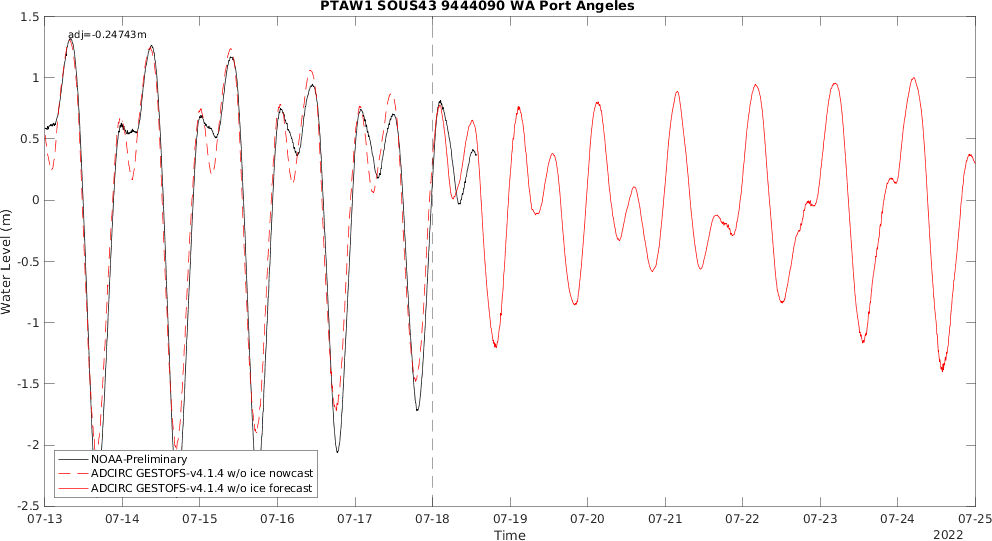 PTAW1 SOUS43 9444090 WA Port Angeles
adj=-0.24743m
1.5
1
0.5
0
-0.5
-1
-1.5
-2
-2.5
Water Level (m)
NOAA-Preliminary
ADCIRC GESTOFS-v4.1.4 w/o ice nowcast
ADCIRC GESTOFS-v4.1.4 w/o ice forecast
07-13 07-14 07-15 07-16 07-17 07-18 07-19 07-20 07-21 07-22 07-23 07-24 07-25
Time
2022